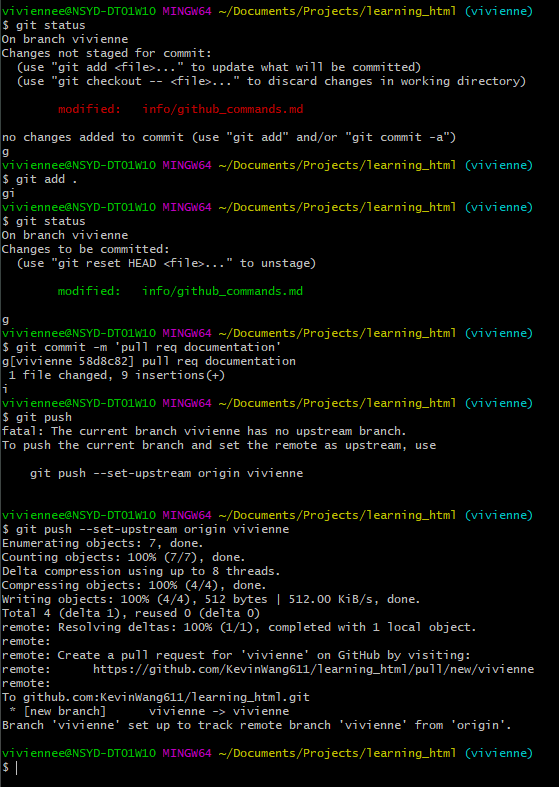 viviennee@NSYD-DT01W10 MINGW64 ~/Documents/Projects/learning_html (vivienne)
$ git status
On branch vivienne
Changes not staged for commit:
  (use "git add <file>..." to update what will be committed)
  (use "git checkout -- <file>..." to discard changes in working directory)

        modified:   info/github_commands.md

no changes added to commit (use "git add" and/or "git commit -a")
g
viviennee@NSYD-DT01W10 MINGW64 ~/Documents/Projects/learning_html (vivienne)
$ git add .
gi
viviennee@NSYD-DT01W10 MINGW64 ~/Documents/Projects/learning_html (vivienne)
$ git status
On branch vivienne
Changes to be committed:
  (use "git reset HEAD <file>..." to unstage)

        modified:   info/github_commands.md

g
viviennee@NSYD-DT01W10 MINGW64 ~/Documents/Projects/learning_html (vivienne)
$ git commit -m 'pull req documentation'
g[vivienne 58d8c82] pull req documentation
 1 file changed, 9 insertions(+)
i
viviennee@NSYD-DT01W10 MINGW64 ~/Documents/Projects/learning_html (vivienne)
$ git push
fatal: The current branch vivienne has no upstream branch.
To push the current branch and set the remote as upstream, use

    git push --set-upstream origin vivienne


viviennee@NSYD-DT01W10 MINGW64 ~/Documents/Projects/learning_html (vivienne)
$ git push --set-upstream origin vivienne
Enumerating objects: 7, done.
Counting objects: 100% (7/7), done.
Delta compression using up to 8 threads.
Compressing objects: 100% (4/4), done.
Writing objects: 100% (4/4), 512 bytes | 512.00 KiB/s, done.
Total 4 (delta 1), reused 0 (delta 0)
remote: Resolving deltas: 100% (1/1), completed with 1 local object.
remote:
remote: Create a pull request for 'vivienne' on GitHub by visiting:
remote:      https://github.com/KevinWang611/learning_html/pull/new/vivienne
remote:
To github.com:KevinWang611/learning_html.git
 * [new branch]      vivienne -> vivienne
Branch 'vivienne' set up to track remote branch 'vivienne' from 'origin'.

viviennee@NSYD-DT01W10 MINGW64 ~/Documents/Projects/learning_html (vivienne)
$